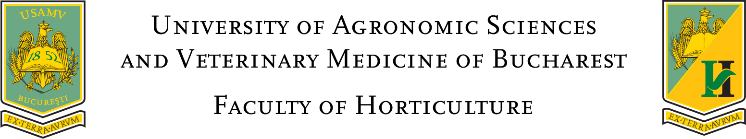 USAMV
1852
BUCUREȘTI
EX·TERRA·AVRVM
UNIVERSITY OF AGRONOMIC SCIENCES
AND VETERINARY MEDICINE OF BUCHAREST
FACULTY OF HORTICULTURE
H
EX·TERRA·AVRVM